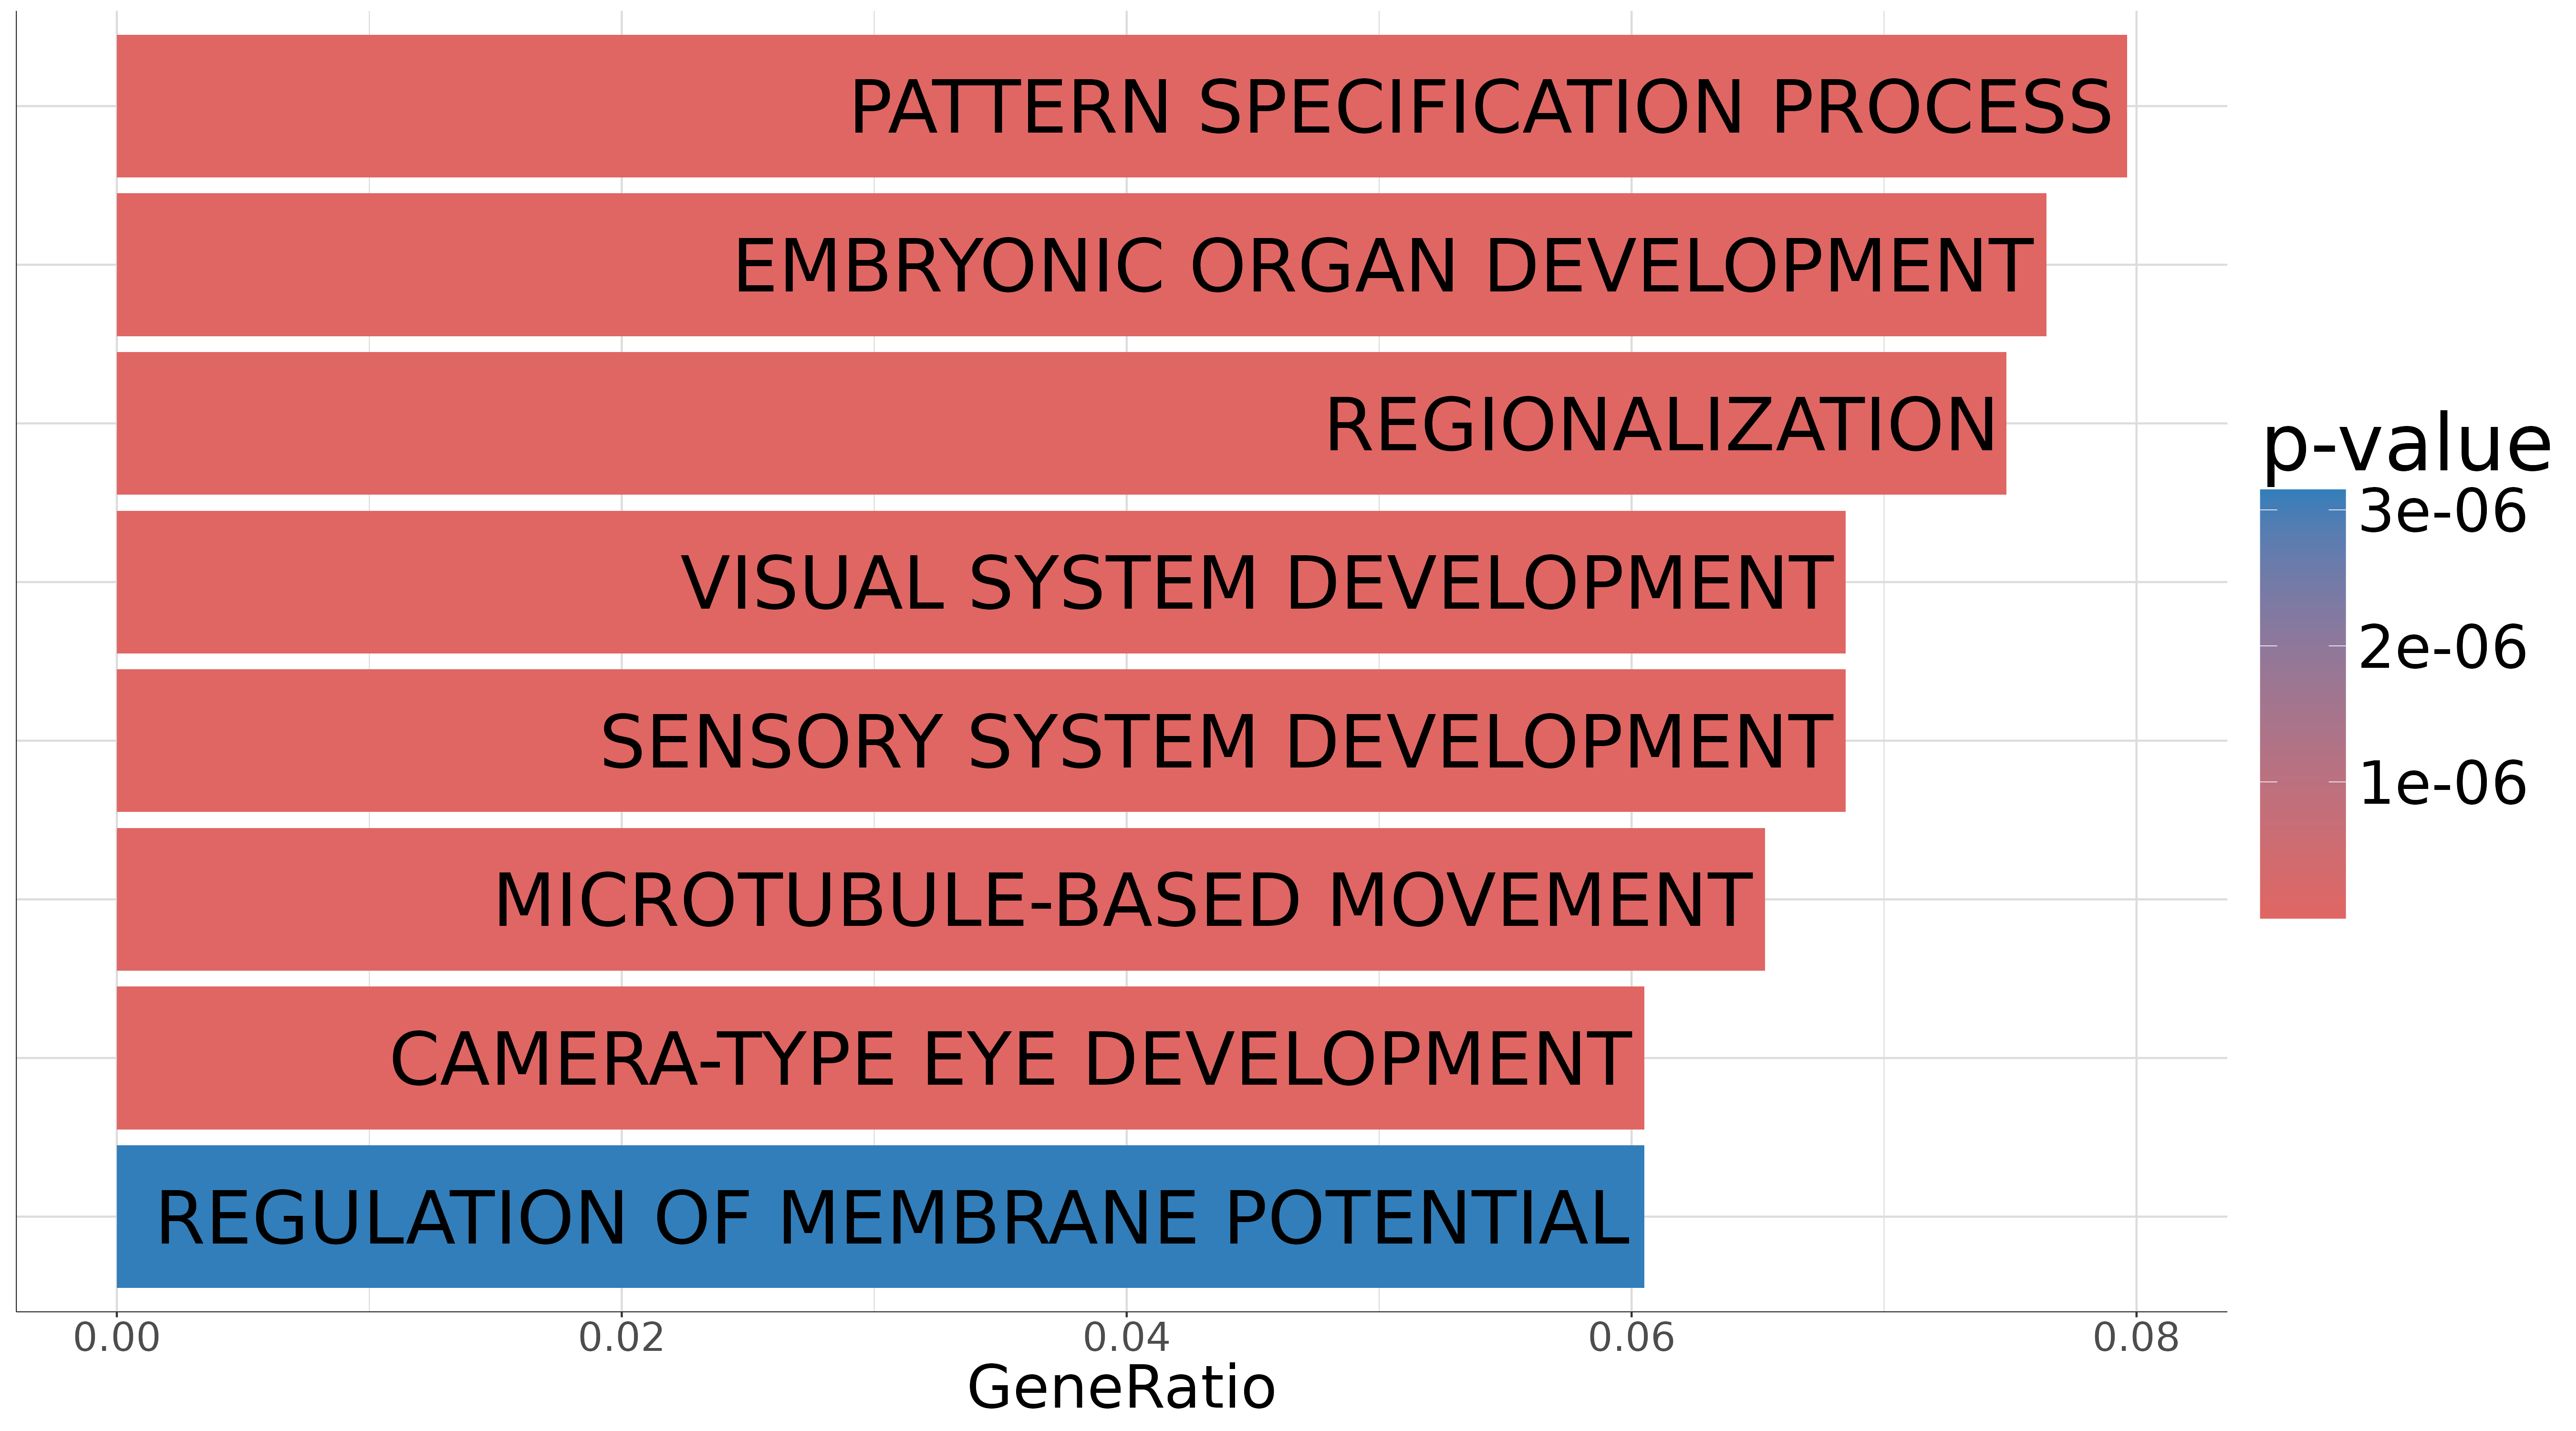 PATTERN SPECIFICATION PROCESS
EMBRYONIC ORGAN DEVELOPMENT
REGIONALIZATION
VISUAL SYSTEM DEVELOPMENT
SENSORY SYSTEM DEVELOPMENT
MICROTUBULE-BASED MOVEMENT
CAMERA-TYPE EYE DEVELOPMENT
REGULATION OF MEMBRANE POTENTIAL
0.00 0.02 0.04 0.06 0.08
GeneRatio
p-value
3e-06
2e-06
1e-06